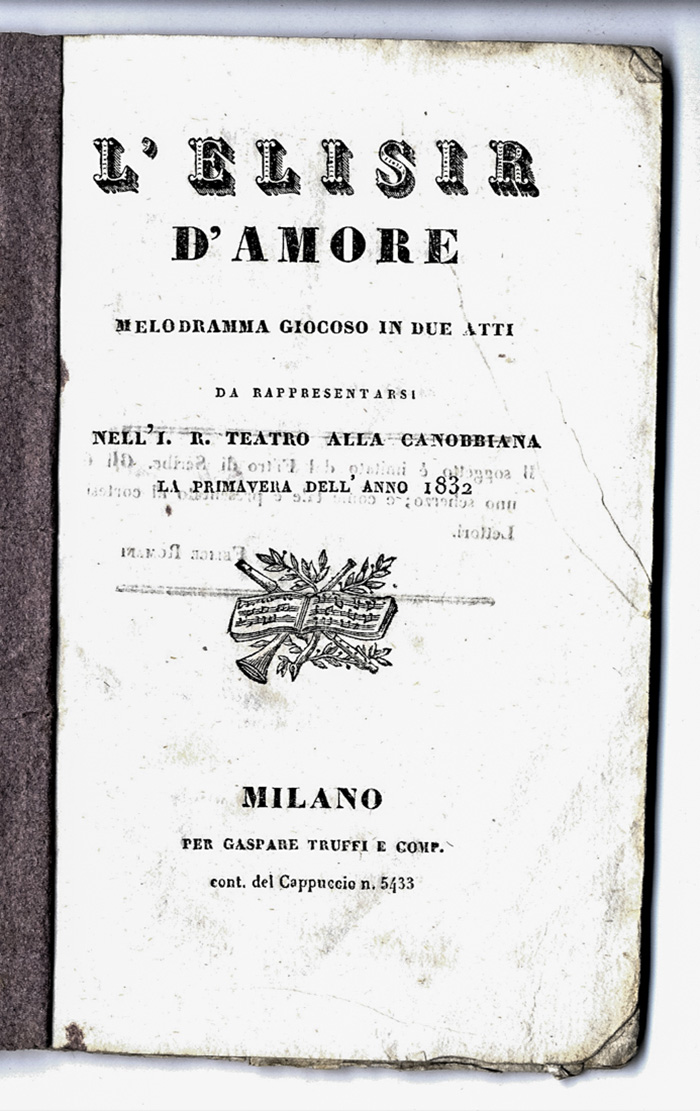 L'ELISIR
D'AMORE
MELODRAMMA GIOCOSO IN DUE ATTI
DA RAPPRESENTARSI
NELL'I. R. TEATRO ALLA CANOBBIANA
LA PRIMAVERA DELL'ANNO 1832
MILANO
PER GASPARE TRUFFI E COMP.
cont. del Cappuccio n. 5433